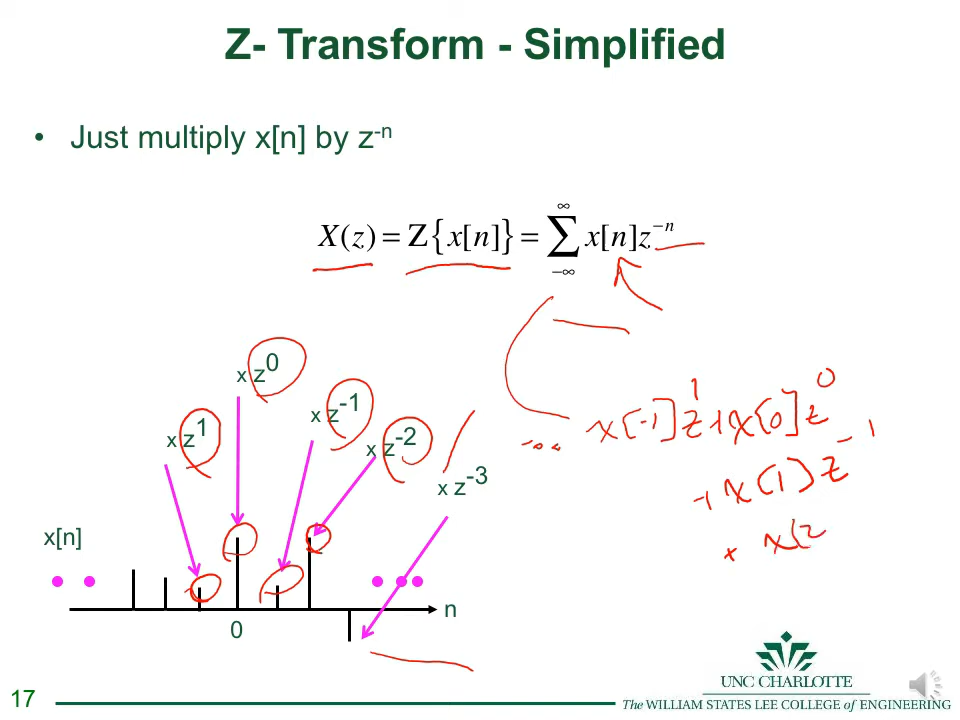 Z- Transform - Simplified
• Just multiply x[n] by z⁻ⁿ
X(z) = Z{x[n]} = ∑_{-∞}^{∞} x[n]z⁻ⁿ
x z⁰
x z¹
x z⁻¹
x z⁻²
x z⁻³
... x[-1]z¹ + x[0]z⁰
+ x[1]z⁻¹
+ x[2
x[n]
n
0
UNC CHARLOTTE
The WILLIAM STATES LEE COLLEGE of ENGINEERING
17